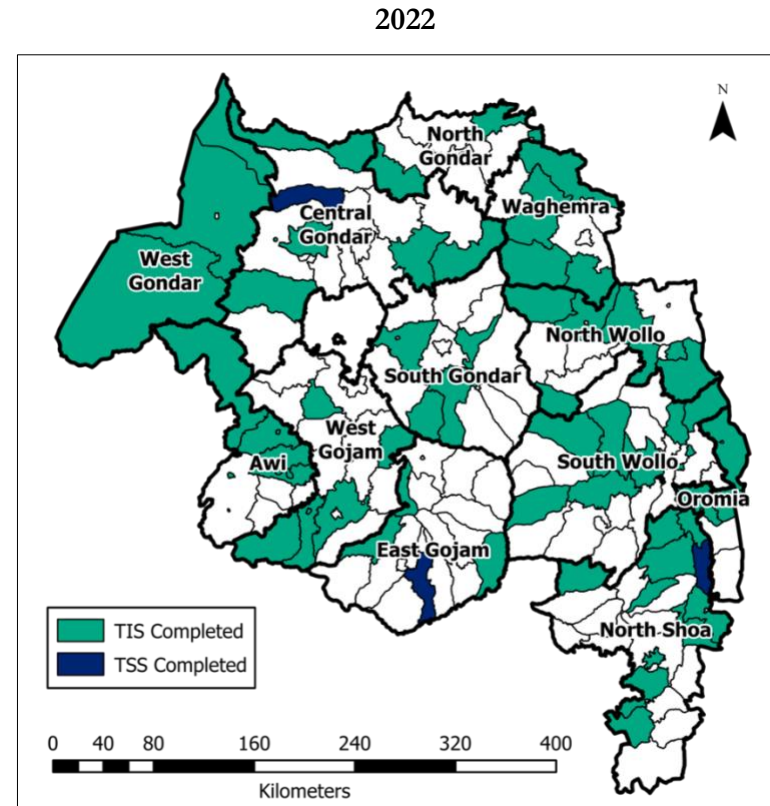 2022
N
North
Gondar
Waghemra
Central
Gondar
West
Gondar
North Wollo
South Gondar
West
Gojam
Awi
South Wollo
Oromia
East Gojam
North Shoa
TIS Completed
TSS Completed
0 40 80 160 240 320 400
Kilometers